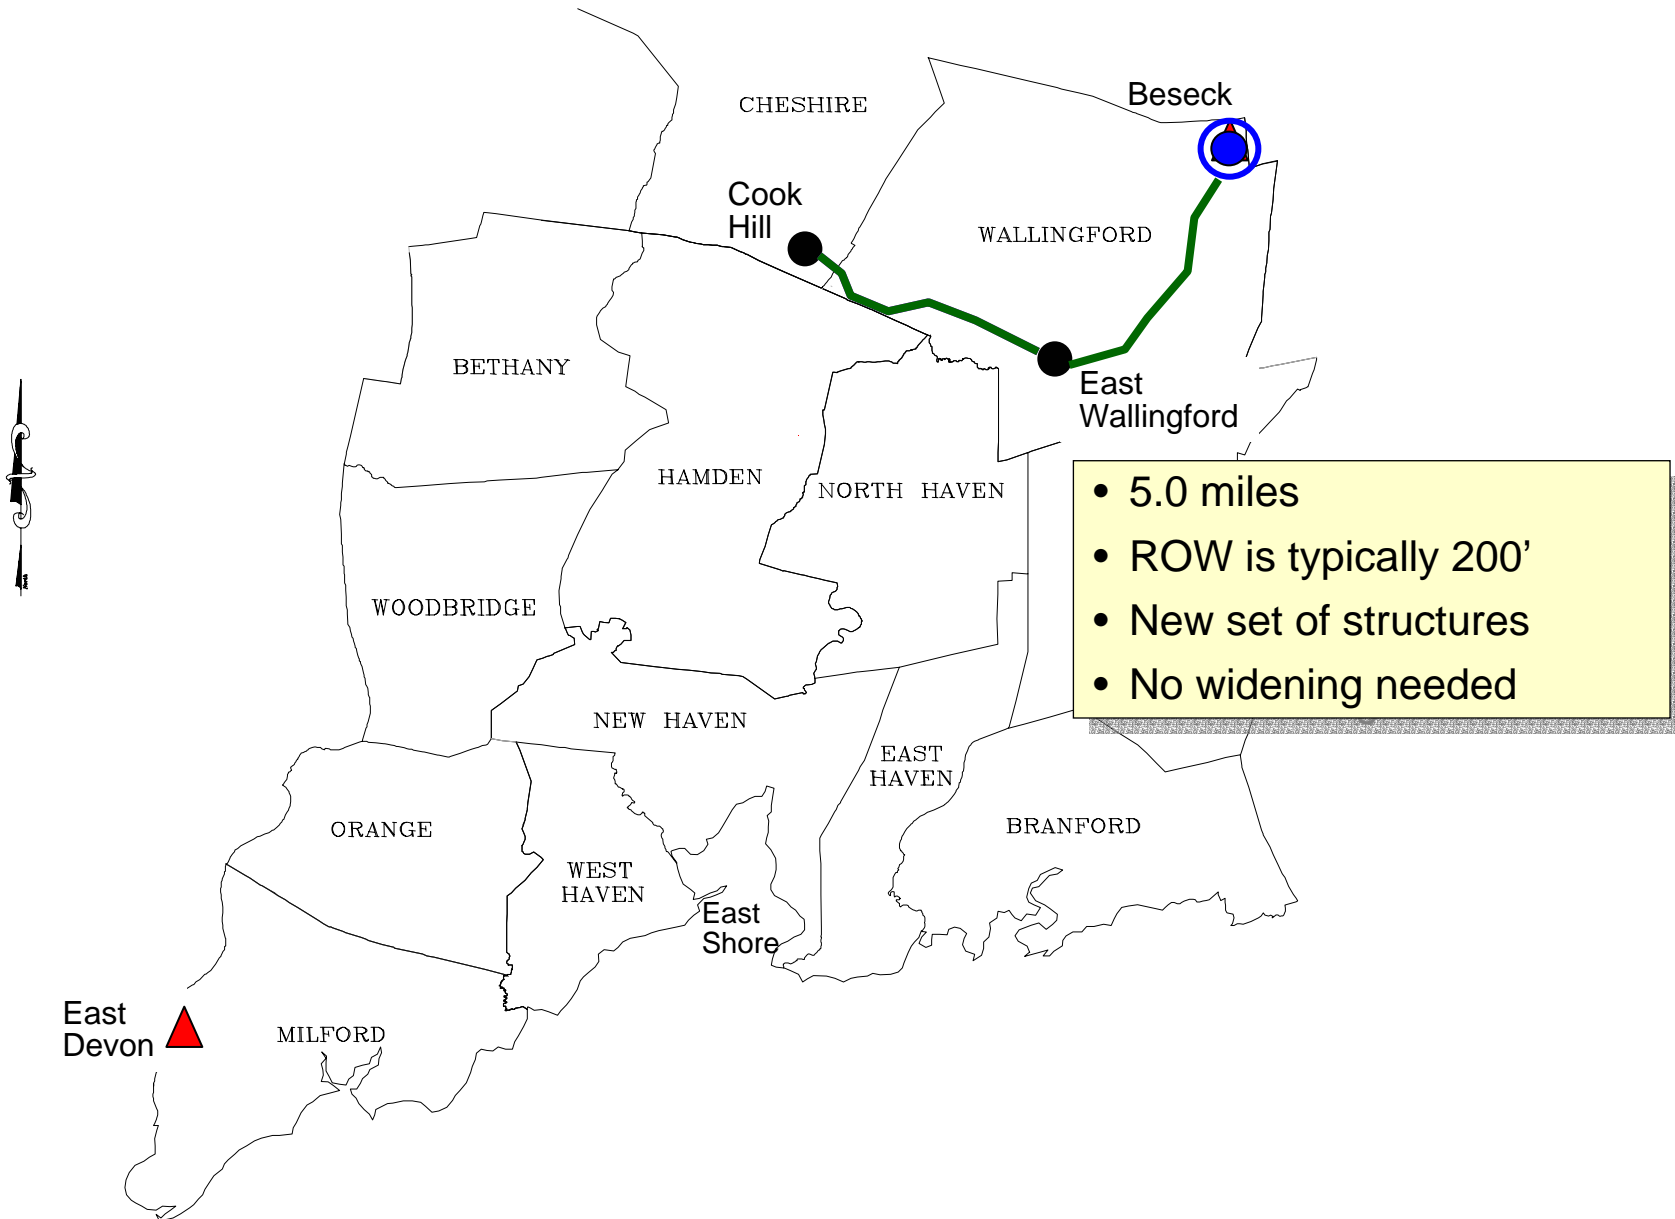 Beseck
CHESHIRE
Cook
Hill
WALLINGFORD
BETHANY
East
Wallingford
HAMDEN
NORTH HAVEN
• 5.0 miles
• ROW is typically 200’
• New set of structures
• No widening needed
WOODBRIDGE
NEW HAVEN
EAST
HAVEN
ORANGE
BRANFORD
WEST
HAVEN
East
Shore
East
Devon
MILFORD
North